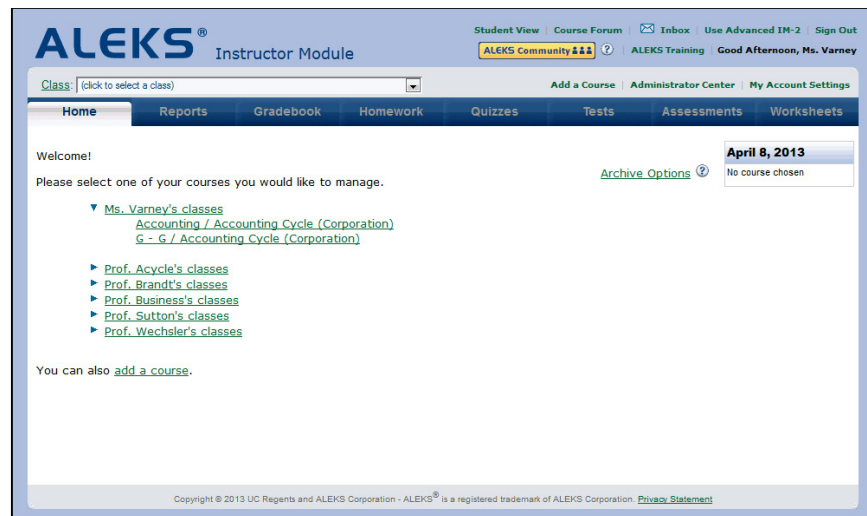 ALEKS® Instructor Module
Student View | Course Forum | Inbox | Use Advanced IM-2 | Sign Out
ALEKS Community ? | ALEKS Training | Good Afternoon, Ms. Varney
Class: (click to select a class)
Add a Course | Administrator Center | My Account Settings
Home Reports Gradebook Homework Quizzes Tests Assessments Worksheets
Welcome!
Please select one of your courses you would like to manage.
Archive Options ?
April 8, 2013
No course chosen
Ms. Varney's classes
Accounting / Accounting Cycle (Corporation)
G - G / Accounting Cycle (Corporation)
Prof. Acycle's classes
Prof. Brandt's classes
Prof. Business's classes
Prof. Sutton's classes
Prof. Wechsler's classes
You can also add a course.
Copyright © 2013 UC Regents and ALEKS Corporation - ALEKS® is a registered trademark of ALEKS Corporation. Privacy Statement